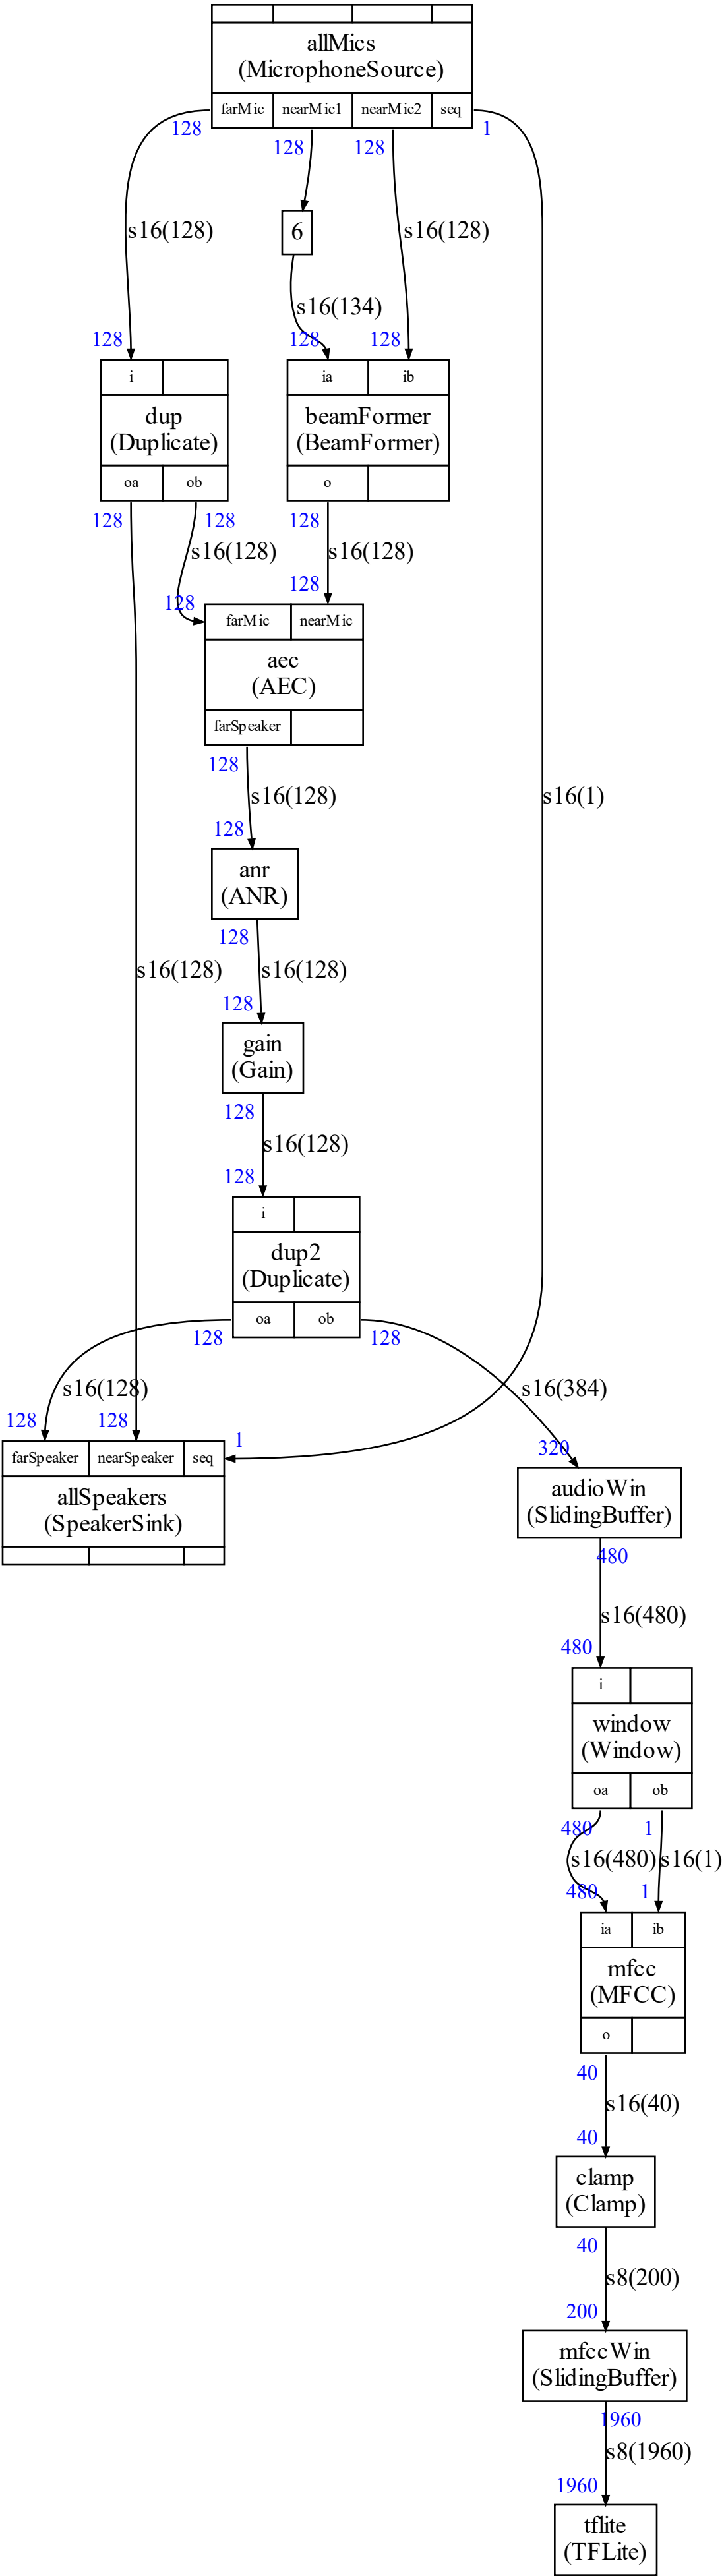 allMics
(MicrophoneSource)
farMic nearMic1 nearMic2 seq
128 128 128 1
6
s16(128) s16(128)
s16(134)
128 128 128
i ia ib
dup
(Duplicate)
beamFormer
(BeamFormer)
oa ob o
128 128 128
s16(128) s16(128)
128 128
farMic nearMic
aec
(AEC)
farSpeaker
128
s16(128) s16(1)
128
anr
(ANR)
128
s16(128) s16(128)
128
gain
(Gain)
128
s16(128)
128
i
dup2
(Duplicate)
oa ob
128 128
s16(128) s16(384)
128 128 1 320
farSpeaker nearSpeaker seq
allSpeakers
(SpeakerSink)
audioWin
(SlidingBuffer)
480
s16(480)
480
i
window
(Window)
oa ob
480 1
s16(480) s16(1)
480 1
ia ib
mfcc
(MFCC)
o
40
s16(40)
40
clamp
(Clamp)
40
s8(200)
200
mfccWin
(SlidingBuffer)
1960
s8(1960)
1960
tflite
(TFLite)